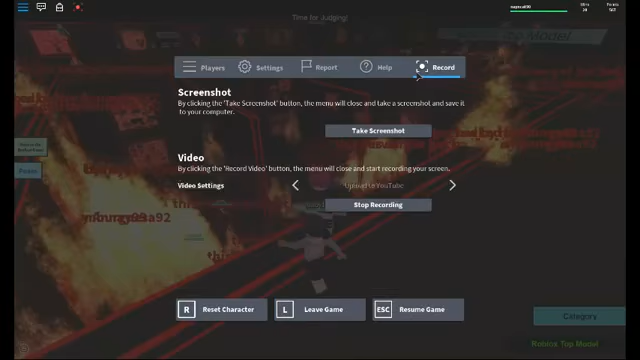 Time for Judging!
Players
Settings
Report
Help
Record
Screenshot
By clicking the 'Take Screenshot' button, the menu will close and take a screenshot and save it
to your computer.
Take Screenshot
Video
By clicking the 'Record Video' button, the menu will close and start recording your screen.
Video Settings
Upload to YouTube
Stop Recording
R
Reset Character
L
Leave Game
ESC
Resume Game
Category
Roblox Top Model